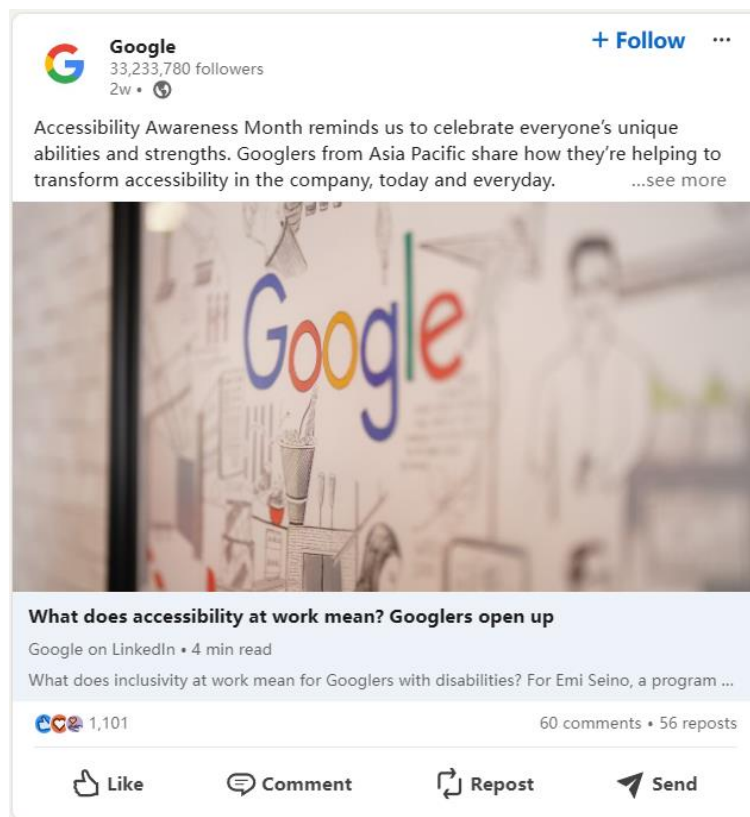 Google
+ Follow ...
33,233,780 followers
2w •
Accessibility Awareness Month reminds us to celebrate everyone's unique
abilities and strengths. Googlers from Asia Pacific share how they're helping to
transform accessibility in the company, today and everyday. ...see more
Google
What does accessibility at work mean? Googlers open up
Google on LinkedIn • 4 min read
What does inclusivity at work mean for Googlers with disabilities? For Emi Seino, a program ...
1,101 60 comments • 56 reposts
Like Comment Repost Send